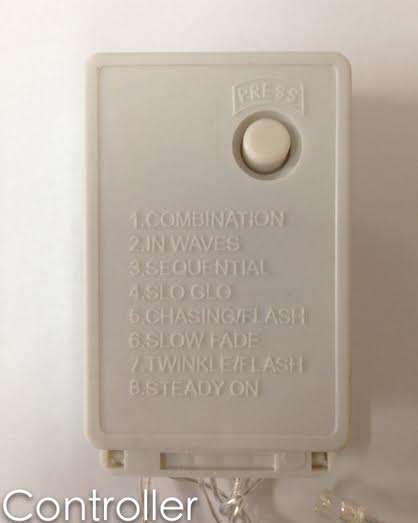 PRESS
1.COMBINATION
2.IN WAVES
3.SEQUENTIAL
4.SLO GLO
5.CHASING/FLASH
6.SLOW FADE
7.TWINKLE/FLASH
8.STEADY ON
Controller